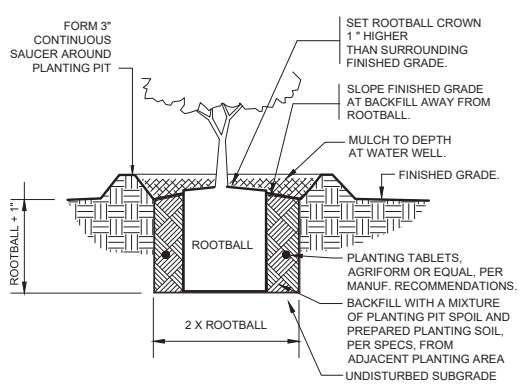 FORM 3"
CONTINUOUS
SAUCER AROUND
PLANTING PIT
SET ROOTBALL CROWN
1 " HIGHER
THAN SURROUNDING
FINISHED GRADE.
SLOPE FINISHED GRADE
AT BACKFILL AWAY FROM
ROOTBALL.
MULCH TO DEPTH
AT WATER WELL.
FINISHED GRADE.
ROOTBALL + 1"
ROOTBALL
2 X ROOTBALL
PLANTING TABLETS,
AGRIFORM OR EQUAL, PER
MANUF. RECOMMENDATIONS.
BACKFILL WITH A MIXTURE
OF PLANTING PIT SPOIL AND
PREPARED PLANTING SOIL,
PER SPECS, FROM
ADJACENT PLANTING AREA
UNDISTURBED SUBGRADE